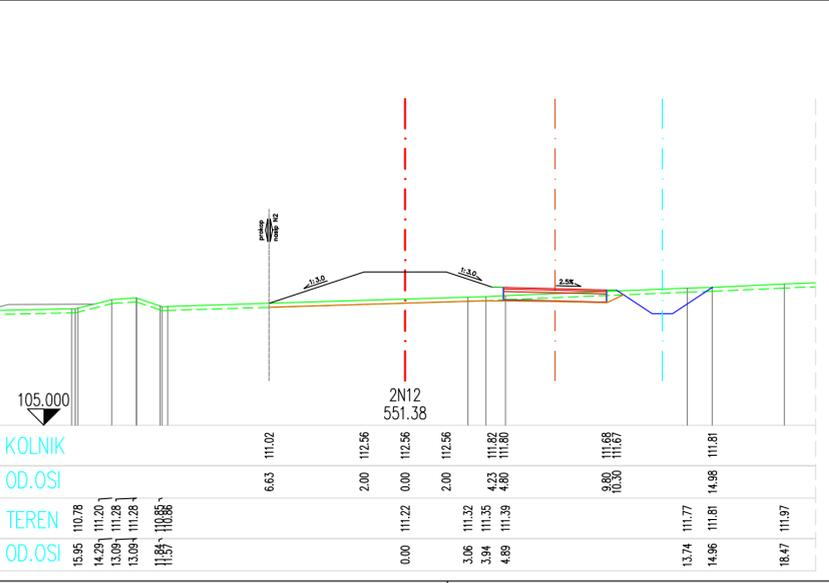 prokop
nasip N2
1:3.0
1:3.0
2.5%
105.000
2N12
551.38
KOLNIK 111.02 112.56 112.56 112.56 111.82 111.80 111.68 111.67 111.81
OD.OSI 6.63 2.00 0.00 2.00 4.23 4.80 9.80 10.30 14.98
TEREN 110.78 111.20 111.28 111.28 110.85 110.86 111.22 111.32 111.35 111.39 111.77 111.81 111.97
OD.OSI 15.95 14.29 13.09 13.09 11.57 0.00 3.06 3.94 4.89 13.74 14.96 18.47